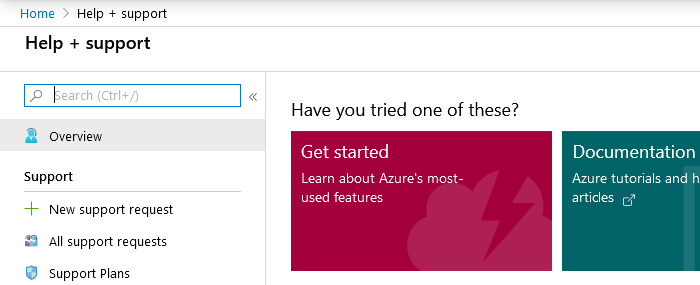 Home > Help + support
Help + support
Search (Ctrl+/)
«
Overview
Support
New support request
All support requests
Support Plans
Have you tried one of these?
Get started
Learn about Azure's most-
used features
Documentation
Azure tutorials and h
articles